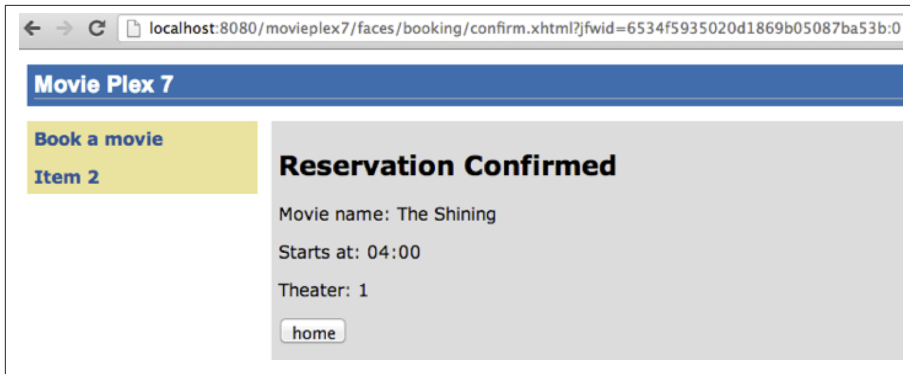 localhost:8080/movieplex7/faces/booking/confirm.xhtml?jfwid=6534f5935020d1869b05087ba53b:0
Movie Plex 7
Book a movie
Item 2
Reservation Confirmed
Movie name: The Shining
Starts at: 04:00
Theater: 1
home